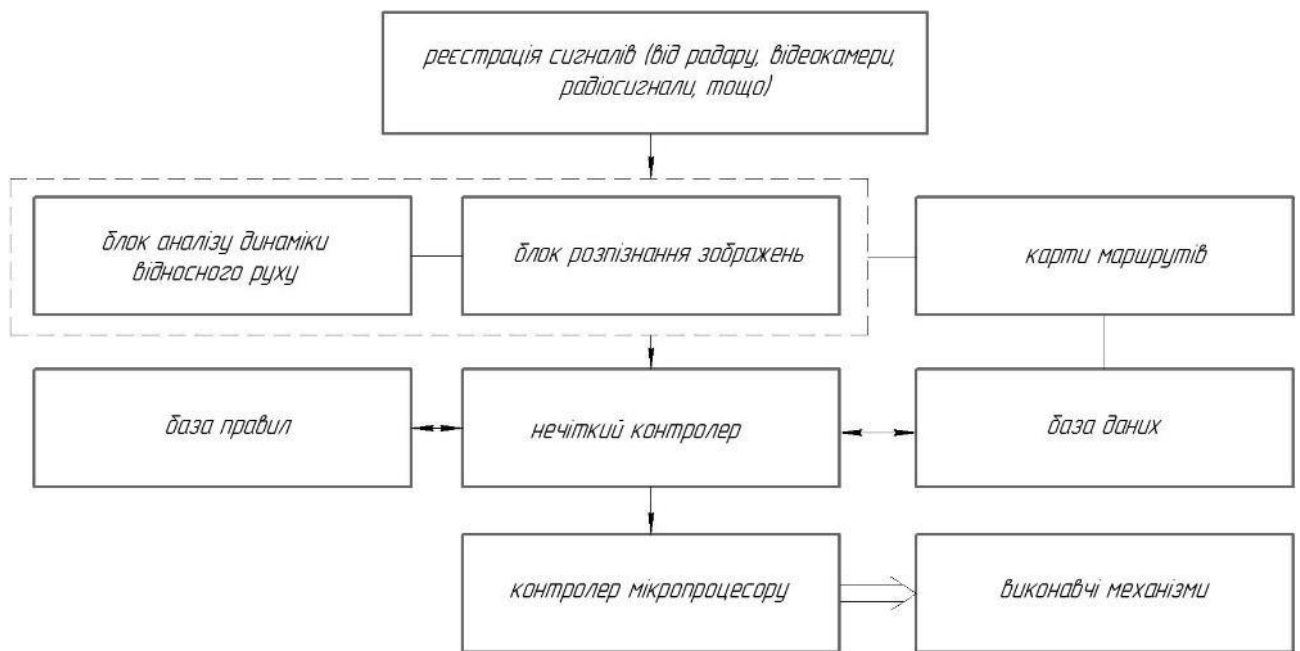 реєстрація сигналів (від радару, відеокамери,
радіосигнали, тощо)
блок аналізу динаміки
відносного руху
блок розпізнання зображень
карти маршрутів
база правил
нечіткий контролер
база даних
контролер мікропроцесору
виконавчі механізми